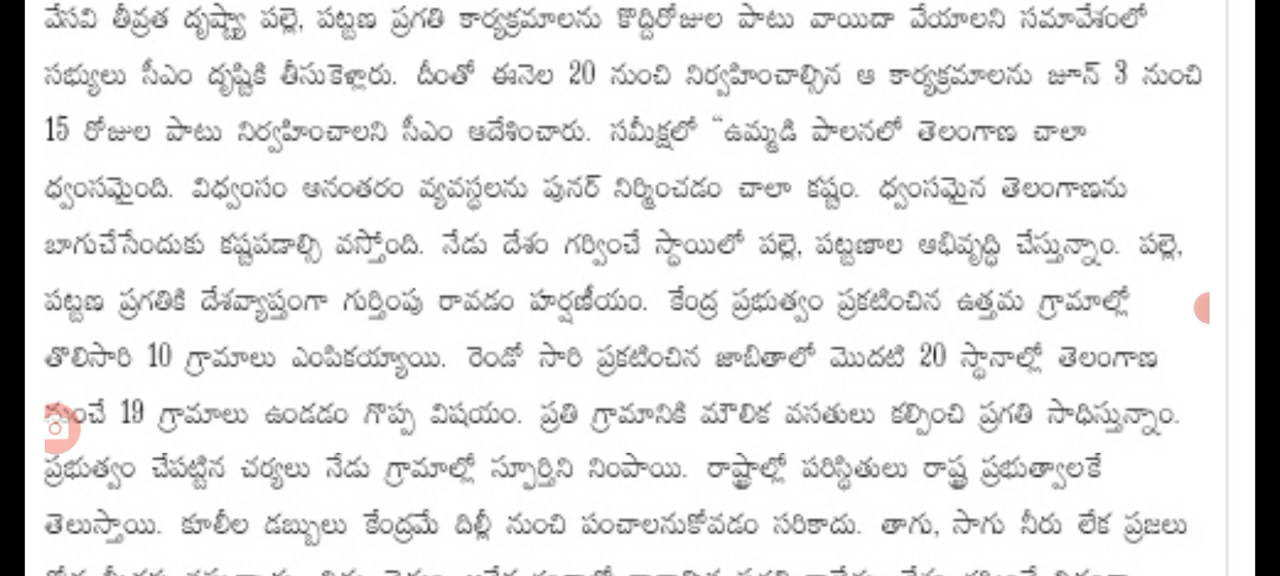 వేసవి తీవ్రత దృష్ట్యా పల్లె, పట్టణ ప్రగతి కార్యక్రమాలను కొద్దిరోజుల పాటు వాయిదా వేయాలని సమావేశంలో
సభ్యులు సీఎం దృష్టికి తీసుకెళ్లారు. దీంతో ఈనెల 20 నుంచి నిర్వహించాల్సిన ఆ కార్యక్రమాలను జూన్ 3 నుంచి
15 రోజుల పాటు నిర్వహించాలని సీఎం ఆదేశించారు. సమీక్షలో “ఉమ్మడి పాలనలో తెలంగాణ చాలా
ధ్వంసమైంది. విధ్వంసం అనంతరం వ్యవస్థలను పునర్ నిర్మించడం చాలా కష్టం. ధ్వంసమైన తెలంగాణను
బాగుచేసేందుకు కష్టపడాల్సి వస్తోంది. నేడు దేశం గర్వించే స్థాయిలో పల్లె, పట్టణాల అభివృద్ధి చేస్తున్నాం. పల్లె,
పట్టణ ప్రగతికి దేశవ్యాప్తంగా గుర్తింపు రావడం హర్షణీయం. కేంద్ర ప్రభుత్వం ప్రకటించిన ఉత్తమ గ్రామాల్లో
తొలిసారి 10 గ్రామాలు ఎంపికయ్యాయి. రెండో సారి ప్రకటించిన జాబితాలో మొదటి 20 స్థానాల్లో తెలంగాణ
నుంచే 19 గ్రామాలు ఉండడం గొప్ప విషయం. ప్రతి గ్రామానికి మౌలిక వసతులు కల్పించి ప్రగతి సాధిస్తున్నాం.
ప్రభుత్వం చేపట్టిన చర్యలు నేడు గ్రామాల్లో స్ఫూర్తిని నింపాయి. రాష్ట్రాల్లో పరిస్థితులు రాష్ట్ర ప్రభుత్వాలకే
తెలుస్తాయి. కూలీల డబ్బులు కేంద్రమే దిల్లీ నుంచి పంచాలనుకోవడం సరికాదు. తాగు, సాగు నీరు లేక ప్రజలు